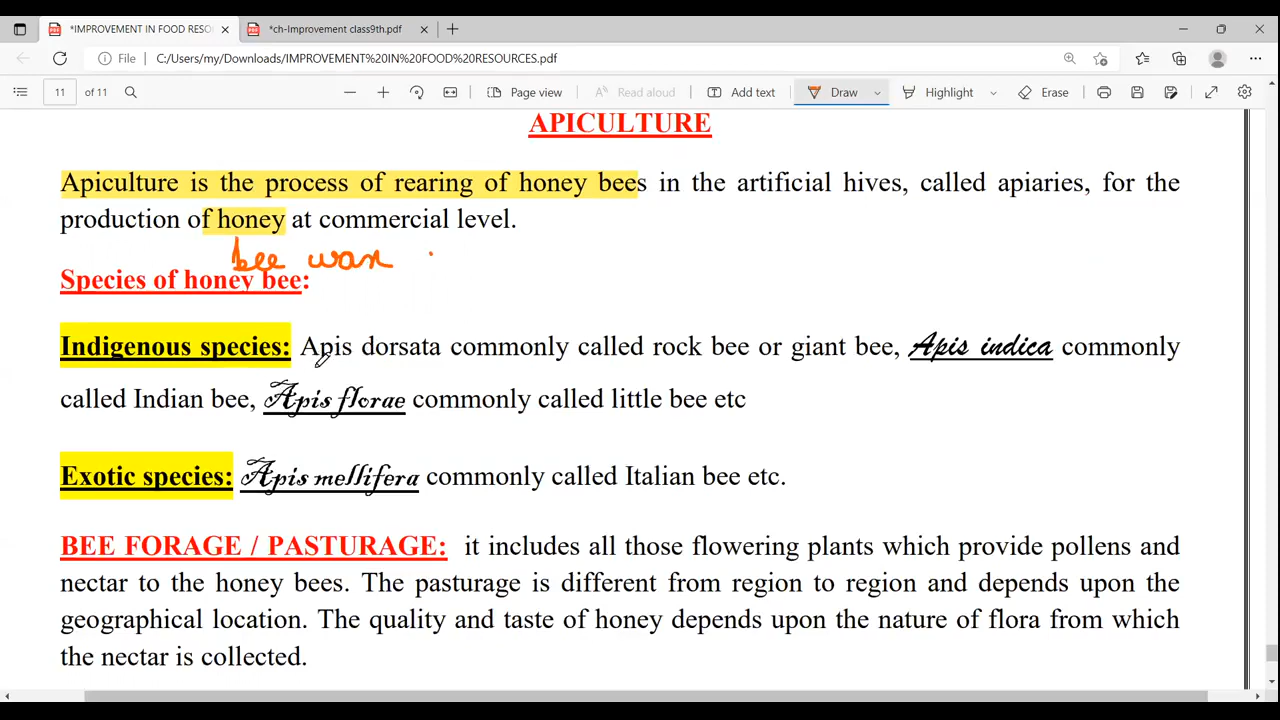 *IMPROVEMENT IN FOOD RESO
*ch-Improvement class9th.pdf
File C:/Users/my/Downloads/IMPROVEMENT%20IN%20FOOD%20RESOURCES.pdf
11 of 11 Page view Read aloud Add text Draw Highlight Erase
APICULTURE
Apiculture is the process of rearing of honey bees in the artificial hives, called apiaries, for the
production of honey at commercial level.
bee wax
Species of honey bee:
Indigenous species: Apis dorsata commonly called rock bee or giant bee, Apis indica commonly
called Indian bee, Apis florae commonly called little bee etc
Exotic species: Apis mellifera commonly called Italian bee etc.
BEE FORAGE / PASTURAGE: it includes all those flowering plants which provide pollens and
nectar to the honey bees. The pasturage is different from region to region and depends upon the
geographical location. The quality and taste of honey depends upon the nature of flora from which
the nectar is collected.